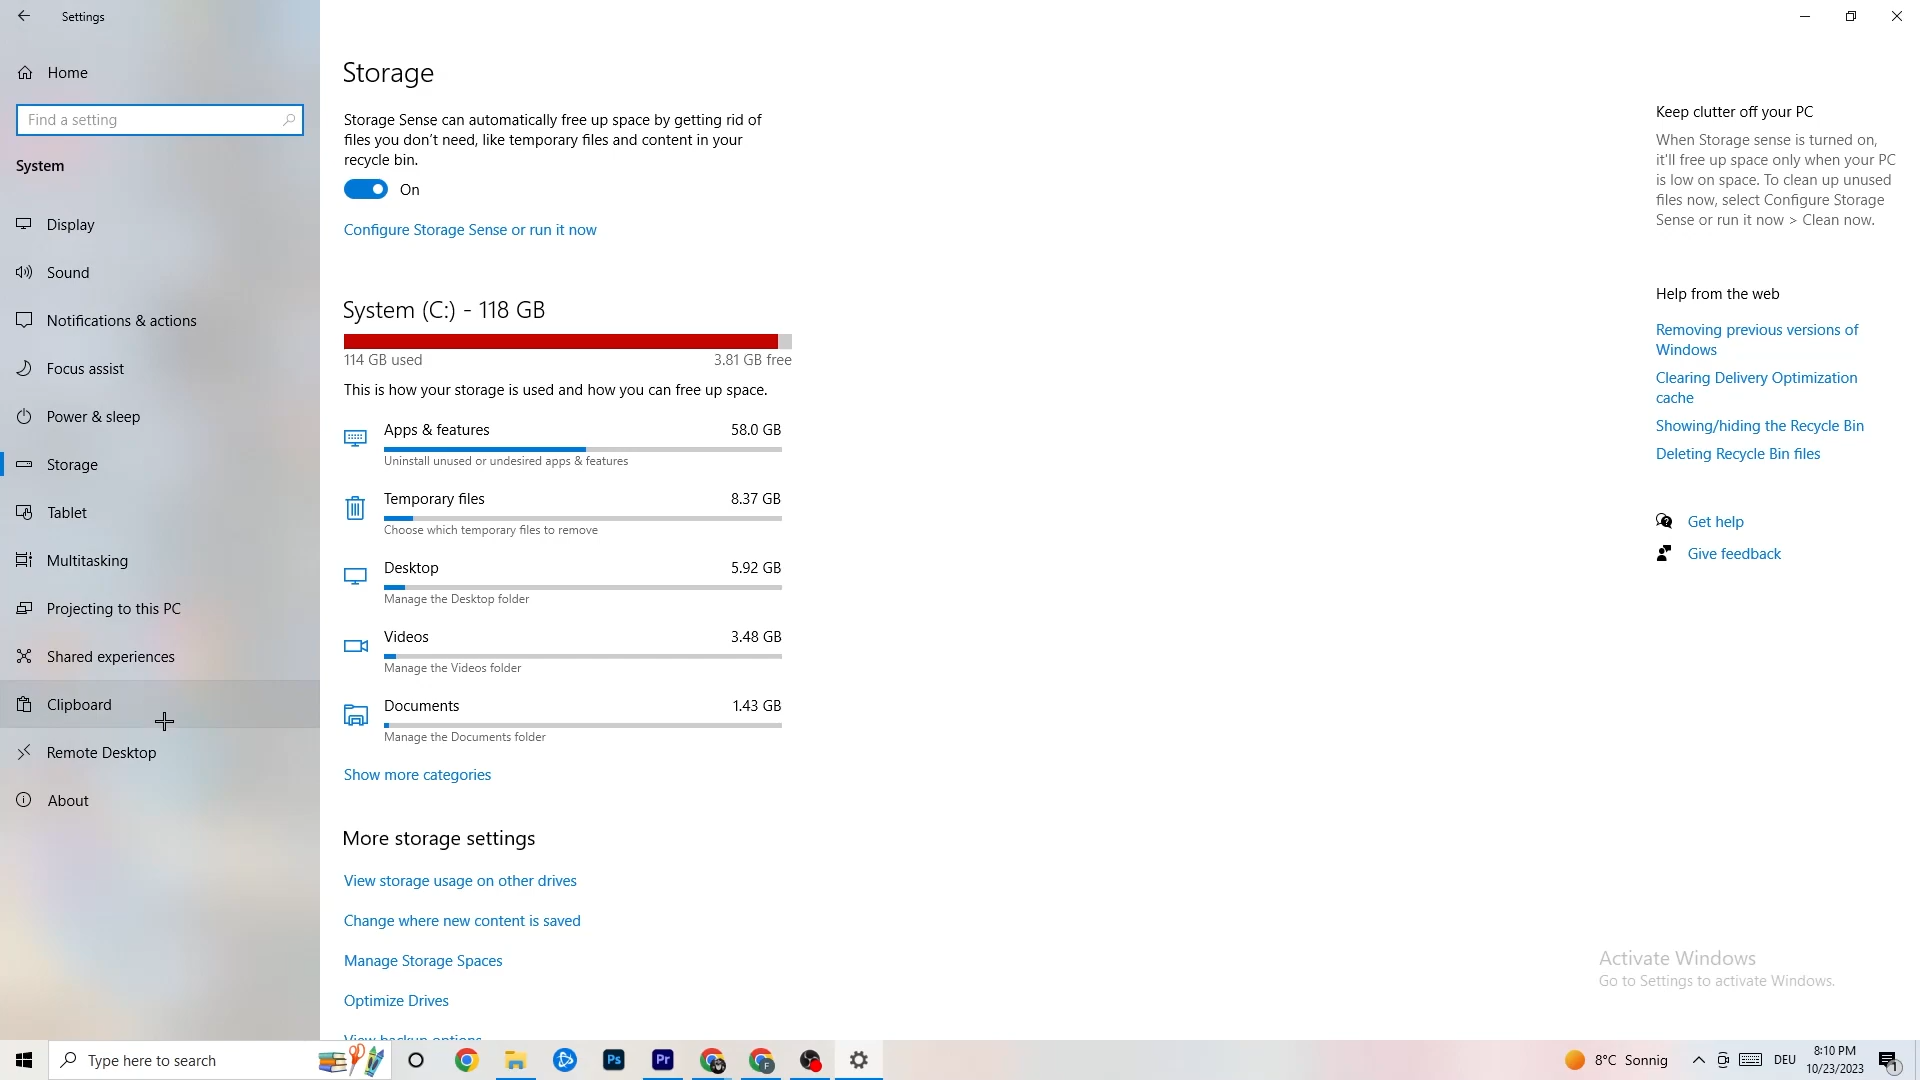 Settings
Home
Find a setting
System
Display
Sound
Notifications & actions
Focus assist
Power & sleep
Storage
Tablet
Multitasking
Projecting to this PC
Shared experiences
Clipboard
Remote Desktop
About
Storage
Storage Sense can automatically free up space by getting rid of
files you don't need, like temporary files and content in your
recycle bin.
On
Configure Storage Sense or run it now
System (C:) - 118 GB
114 GB used 3.81 GB free
This is how your storage is used and how you can free up space.
Apps & features 58.0 GB
Uninstall unused or undesired apps & features
Temporary files 8.37 GB
Choose which temporary files to remove
Desktop 5.92 GB
Manage the Desktop folder
Videos 3.48 GB
Manage the Videos folder
Documents 1.43 GB
Manage the Documents folder
Show more categories
More storage settings
View storage usage on other drives
Change where new content is saved
Manage Storage Spaces
Optimize Drives
View backup options
Keep clutter off your PC
When Storage sense is turned on,
it'll free up space only when your PC
is low on space. To clean up unused
files now, select Configure Storage
Sense or run it now > Clean now.
Help from the web
Removing previous versions of
Windows
Clearing Delivery Optimization
cache
Showing/hiding the Recycle Bin
Deleting Recycle Bin files
Get help
Give feedback
Activate Windows
Go to Settings to activate Windows.
Type here to search
Ps
Pr
F
8°C Sonnig
DEU
8:10 PM
10/23/2023
1